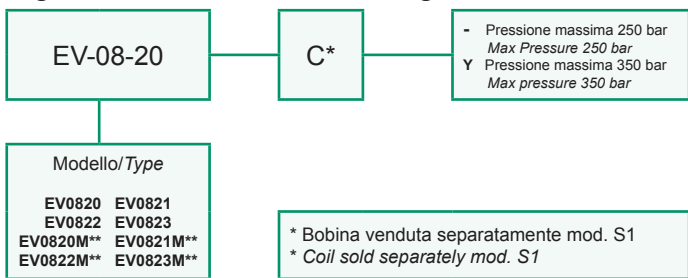 EV-08-20
C*
- Pressione massima 250 bar
Max Pressure 250 bar
Y Pressione massima 350 bar
Max pressure 350 bar
Modello/Type
EV0820 EV0821
EV0822 EV0823
EV0820M** EV0821M**
EV0822M** EV0823M**
* Bobina venduta separatamente mod. S1
* Coil sold separately mod. S1